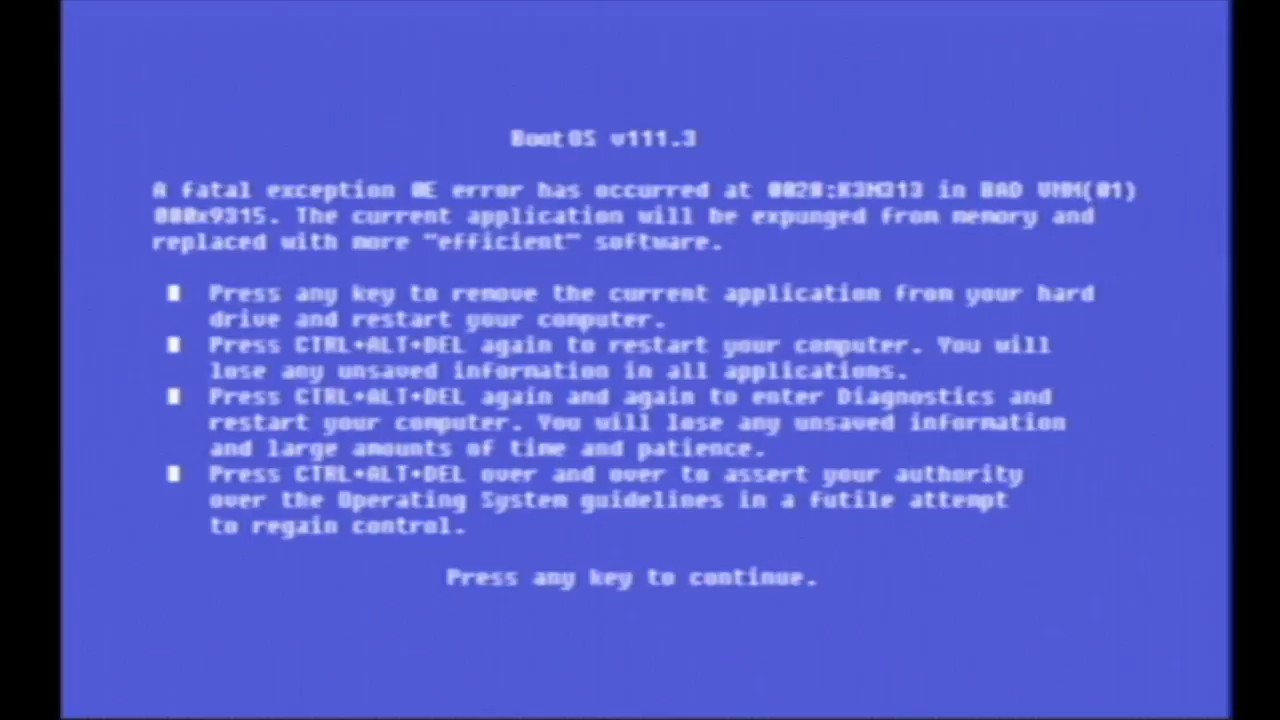 BootOS v111.3
A fatal exception 0E error has occurred at 0028:K3M313 in BAD VMM(01)
000x9315. The current application will be expunged from memory and
replaced with more "efficient" software.
Press any key to remove the current application from your hard
drive and restart your computer.
Press CTRL+ALT+DEL again to restart your computer. You will
lose any unsaved information in all applications.
Press CTRL+ALT+DEL again and again to enter Diagnostics and
restart your computer. You will lose any unsaved information
and large amounts of time and patience.
Press CTRL+ALT+DEL over and over to assert your authority
over the Operating System guidelines in a futile attempt
to regain control.
Press any key to continue.